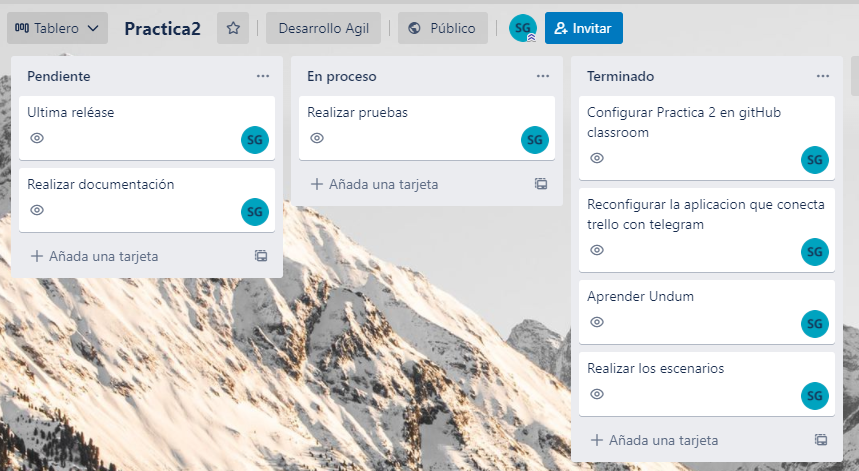 Tablero
Practica2
Desarrollo Agil
Público
SG
Invitar
Pendiente
Ultima reléase
SG
Realizar documentación
SG
Añada una tarjeta
En proceso
Realizar pruebas
SG
Añada una tarjeta
Terminado
Configurar Practica 2 en gitHub
classroom
SG
Reconfigurar la aplicacion que conecta
trello con telegram
SG
Aprender Undum
SG
Realizar los escenarios
SG
Añada una tarjeta